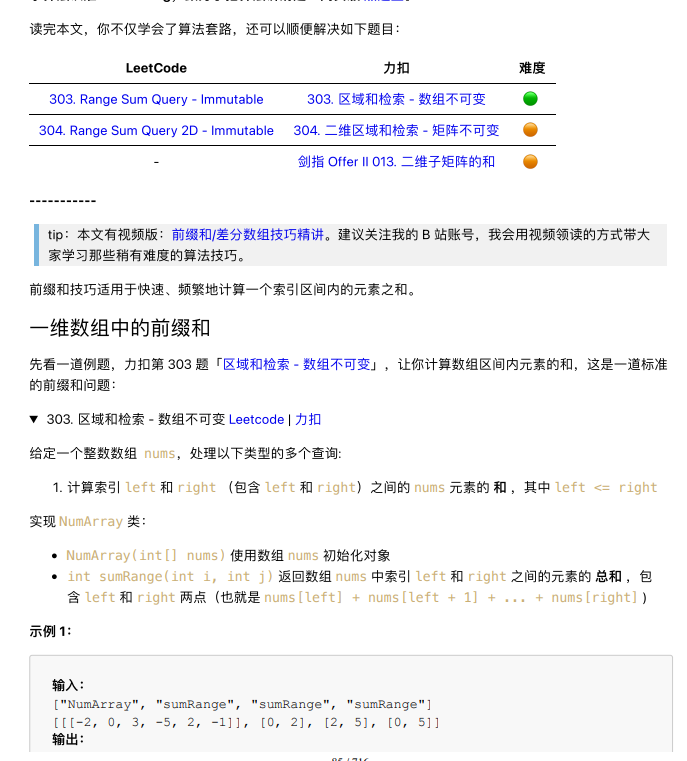 读完本文，你不仅学会了算法套路，还可以顺便解决如下题目：
LeetCode 力扣 难度
303. Range Sum Query - Immutable 303. 区域和检索 - 数组不可变
304. Range Sum Query 2D - Immutable 304. 二维区域和检索 - 矩阵不可变
- 剑指 Offer II 013. 二维子矩阵的和
-----------
tip：本文有视频版：前缀和/差分数组技巧精讲。建议关注我的 B 站账号，我会用视频领读的方式带大
家学习那些稍有难度的算法技巧。
前缀和技巧适用于快速、频繁地计算一个索引区间内的元素之和。
一维数组中的前缀和
先看一道例题，力扣第 303 题「区域和检索 - 数组不可变」，让你计算数组区间内元素的和，这是一道标准
的前缀和问题：
▼ 303. 区域和检索 - 数组不可变 Leetcode | 力扣
给定一个整数数组 nums，处理以下类型的多个查询:
1. 计算索引 left 和 right （包含 left 和 right）之间的 nums 元素的 和 ，其中 left <= right
实现 NumArray 类：
• NumArray(int[] nums) 使用数组 nums 初始化对象
• int sumRange(int i, int j) 返回数组 nums 中索引 left 和 right 之间的元素的 总和 ，包
含 left 和 right 两点（也就是 nums[left] + nums[left + 1] + ... + nums[right] )
示例 1：
输入：
["NumArray", "sumRange", "sumRange", "sumRange"]
[[[-2, 0, 3, -5, 2, -1]], [0, 2], [2, 5], [0, 5]]
输出：